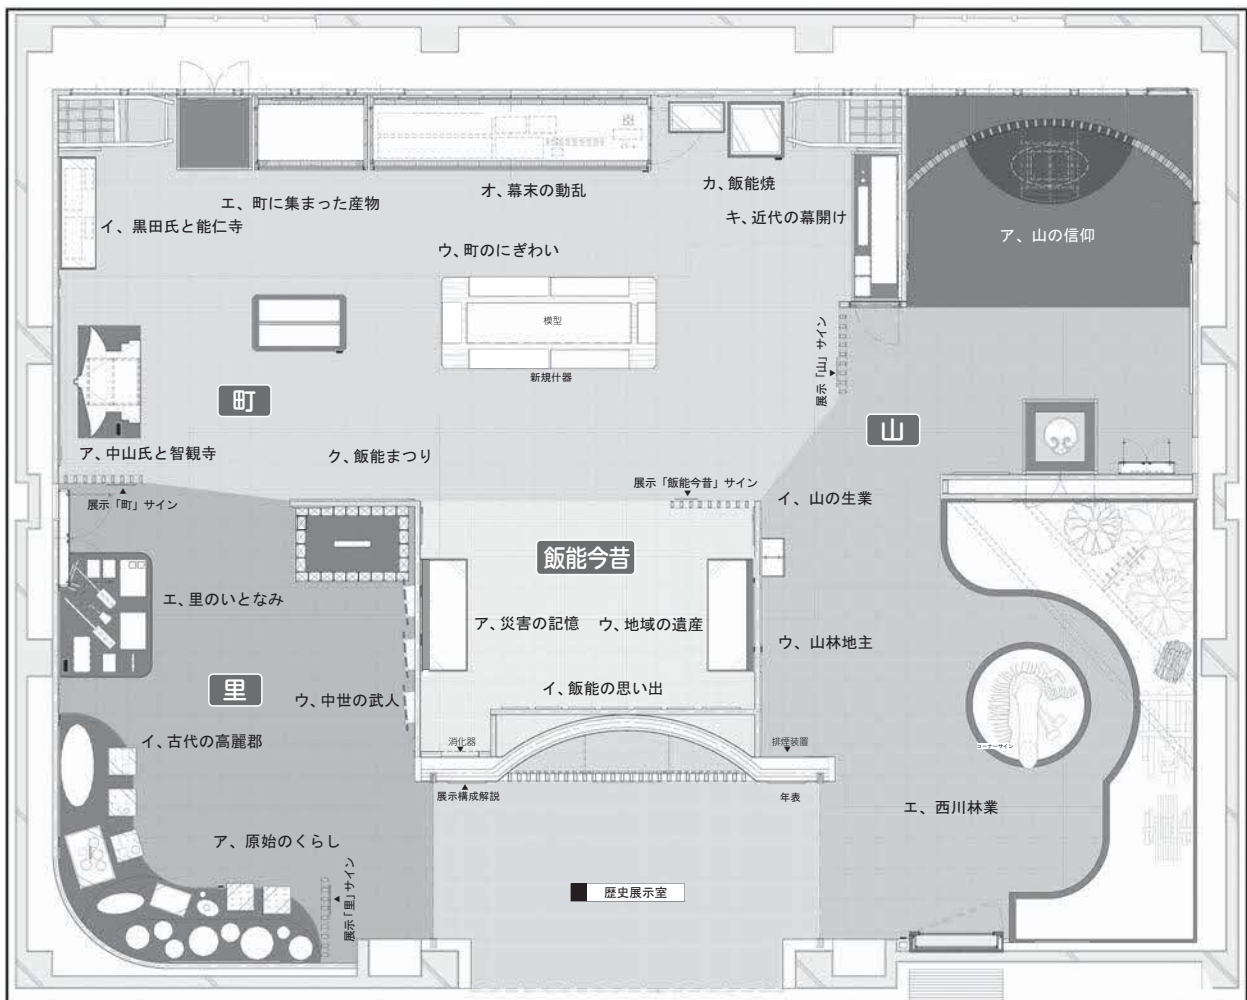 エ、町に集まった産物
オ、幕末の動乱
カ、飯能焼
キ、近代の幕開け
イ、黒田氏と能仁寺
ウ、町のにぎわい
ア、山の信仰
模型
新規什器
展示「山」サイン
町
山
ア、中山氏と智観寺
ク、飯能まつり
展示「町」サイン
展示「飯能今昔」サイン
イ、山の生業
飯能今昔
エ、里のいとなみ
ア、災害の記憶
ウ、地域の遺産
ウ、山林地主
里
ウ、中世の武人
イ、飯能の思い出
イ、古代の高麗郡
消化器
排煙装置
コーナーサイン
展示構成解説
年表
エ、西川林業
ア、原始のくらし
展示「里」サイン
歴史展示室